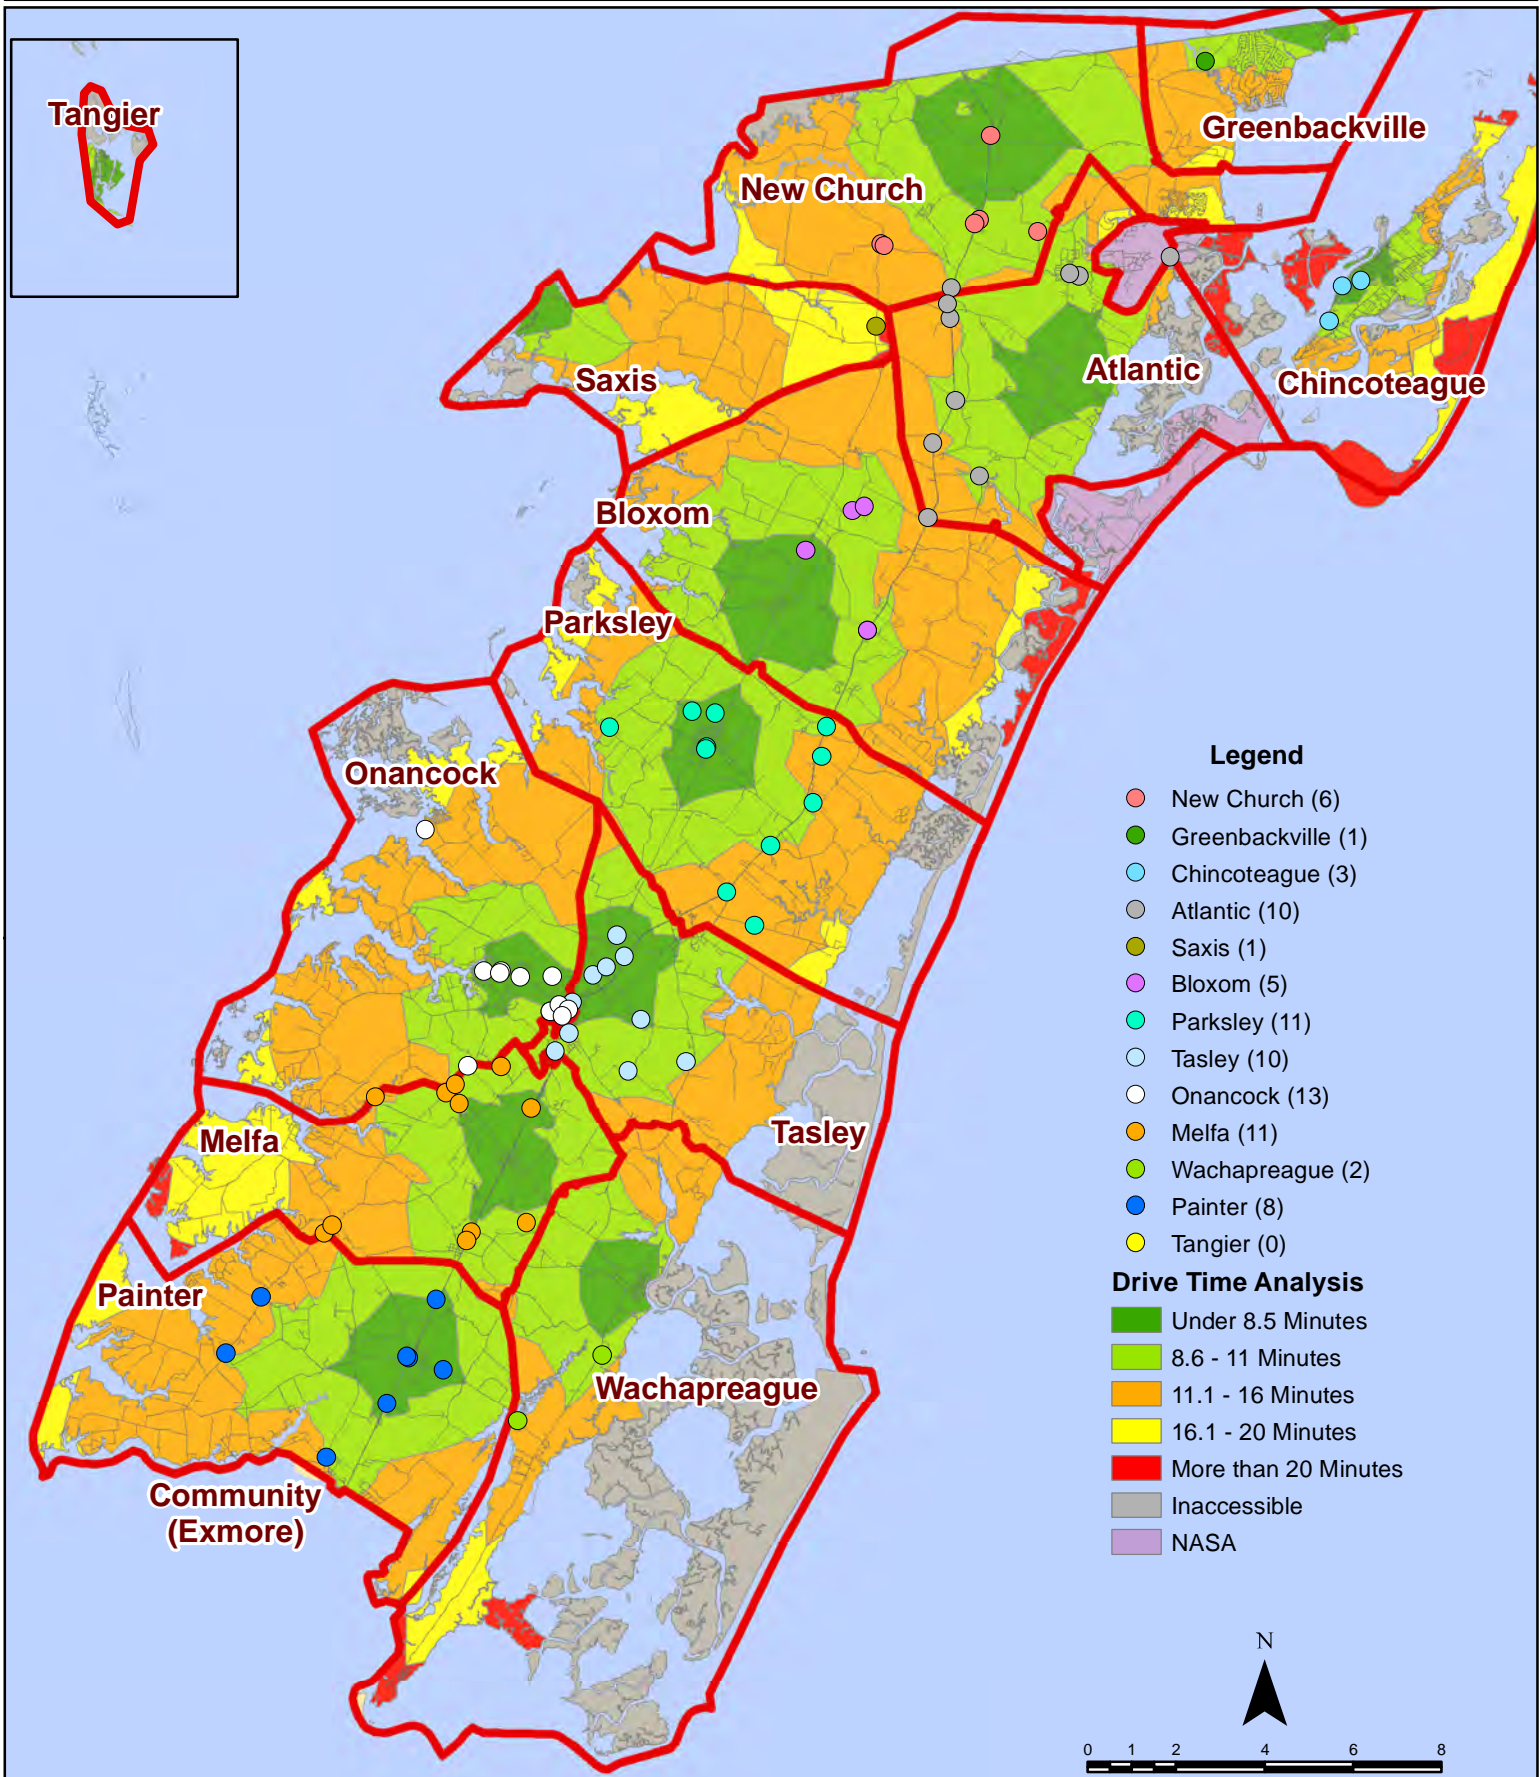 Tangier
Greenbackville
New Church
Saxis
Atlantic
Chincoteague
Bloxom
Parksley
Onancock
Tasley
Melfa
Painter
Wachapreague
Community
(Exmore)
Legend
New Church (6)
Greenbackville (1)
Chincoteague (3)
Atlantic (10)
Saxis (1)
Bloxom (5)
Parksley (11)
Tasley (10)
Onancock (13)
Melfa (11)
Wachapreague (2)
Painter (8)
Tangier (0)
Drive Time Analysis
Under 8.5 Minutes
8.6 - 11 Minutes
11.1 - 16 Minutes
16.1 - 20 Minutes
More than 20 Minutes
Inaccessible
NASA
N
0 1 2 4 6 8